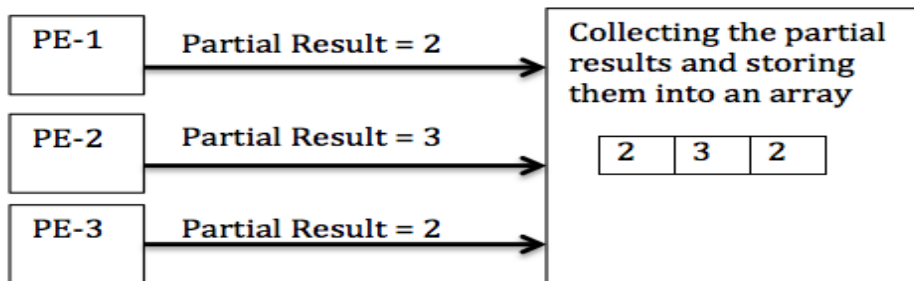 PE-1
Partial Result = 2
PE-2
Partial Result = 3
PE-3
Partial Result = 2
Collecting the partial
results and storing
them into an array
2 3 2